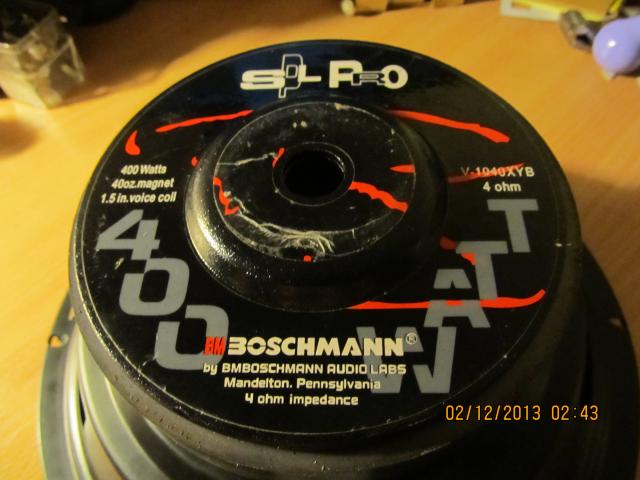 SPL PRO
400 Watts
40oz.magnet
1.5 in.voice coil
V-1040XYB
4 ohm
400
WATT
BM BOSCHMANN®
by BMBOSCHMANN AUDIO LABS
Mandelton. Pennsylvania
4 ohm impedance
02/12/2013 02:43